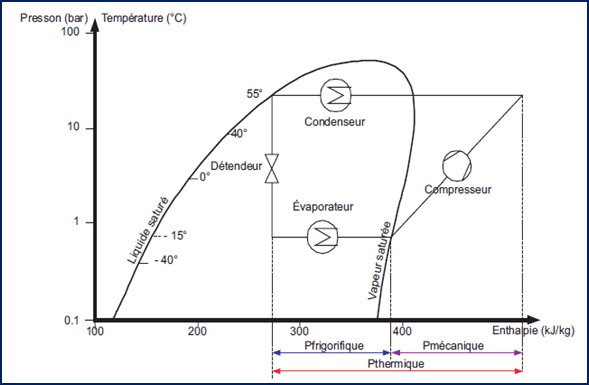 Presson (bar) Température (°C)
100
55°
Condenseur
10
-40°
Détendeur
Compresseur
0°
Évaporateur
Liquide saturé
1
-- 15°
Vapeur saturée
- 40°
0.1
100 200 300 400 Enthalpie (kJ/kg)
Pfrigorifique Pmécanique
Pthermique